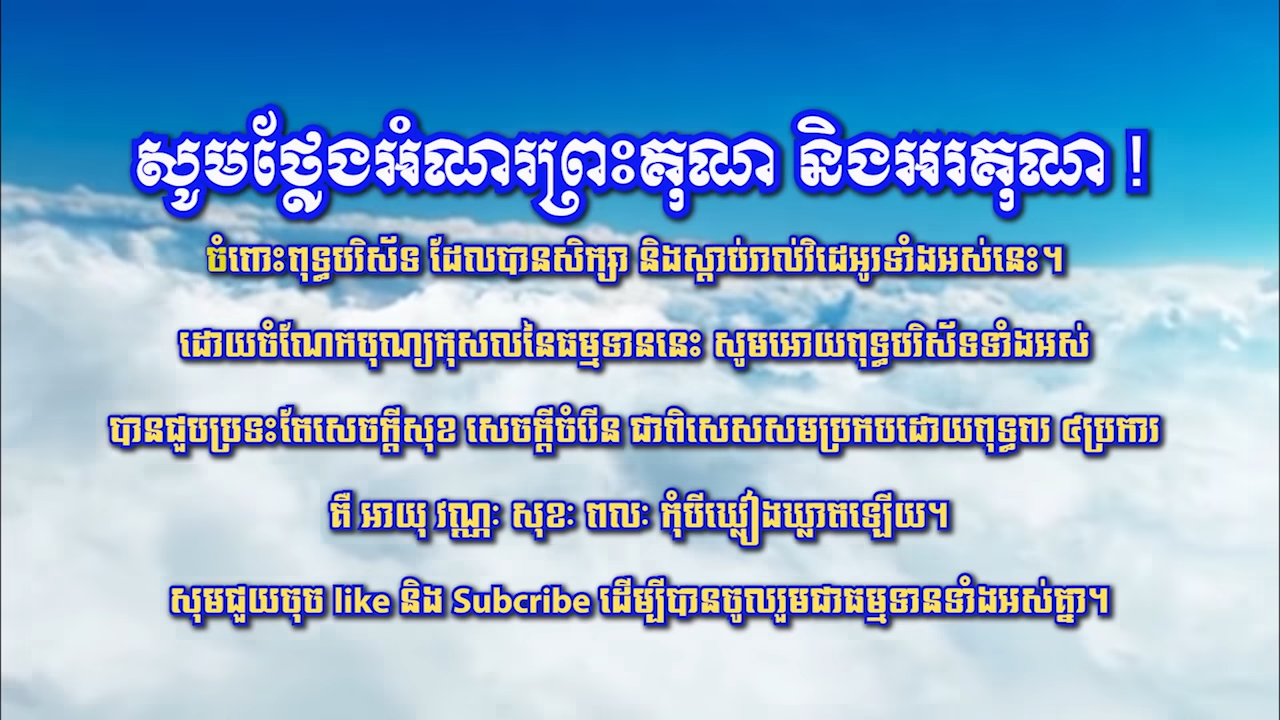 សូមថ្លែងអំណរព្រះគុណ និងអរគុណ !
ចំពោះពុទ្ធបរិស័ទ ដែលបានសិក្សា និងស្តាប់រាល់វិដេអូរទាំងអស់នេះ។
ដោយចំណែកបុណ្យកុសលនៃធម្មទាននេះ សូមអោយពុទ្ធបរិស័ទទាំងអស់
បានជួបប្រទះតែសេចក្តីសុខ សេចក្តីចំរើន ជាពិសេសសមប្រកបដោយពុទ្ធពរ ៤ប្រការ
គឺ អាយុ វណ្ណៈ សុខៈ ពលៈ កុំបីឃ្លៀងឃ្លាតឡើយ។
សុមជួយចុច like និង Subcribe ដើម្បីបានចូលរួមជាធម្មទានទាំងអស់គ្នា។